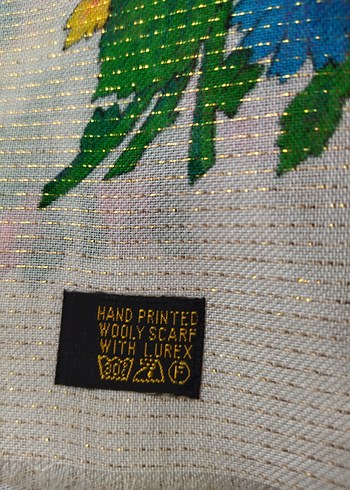 HAND PRINTED
WOOLY SCARF
WITH LUREX